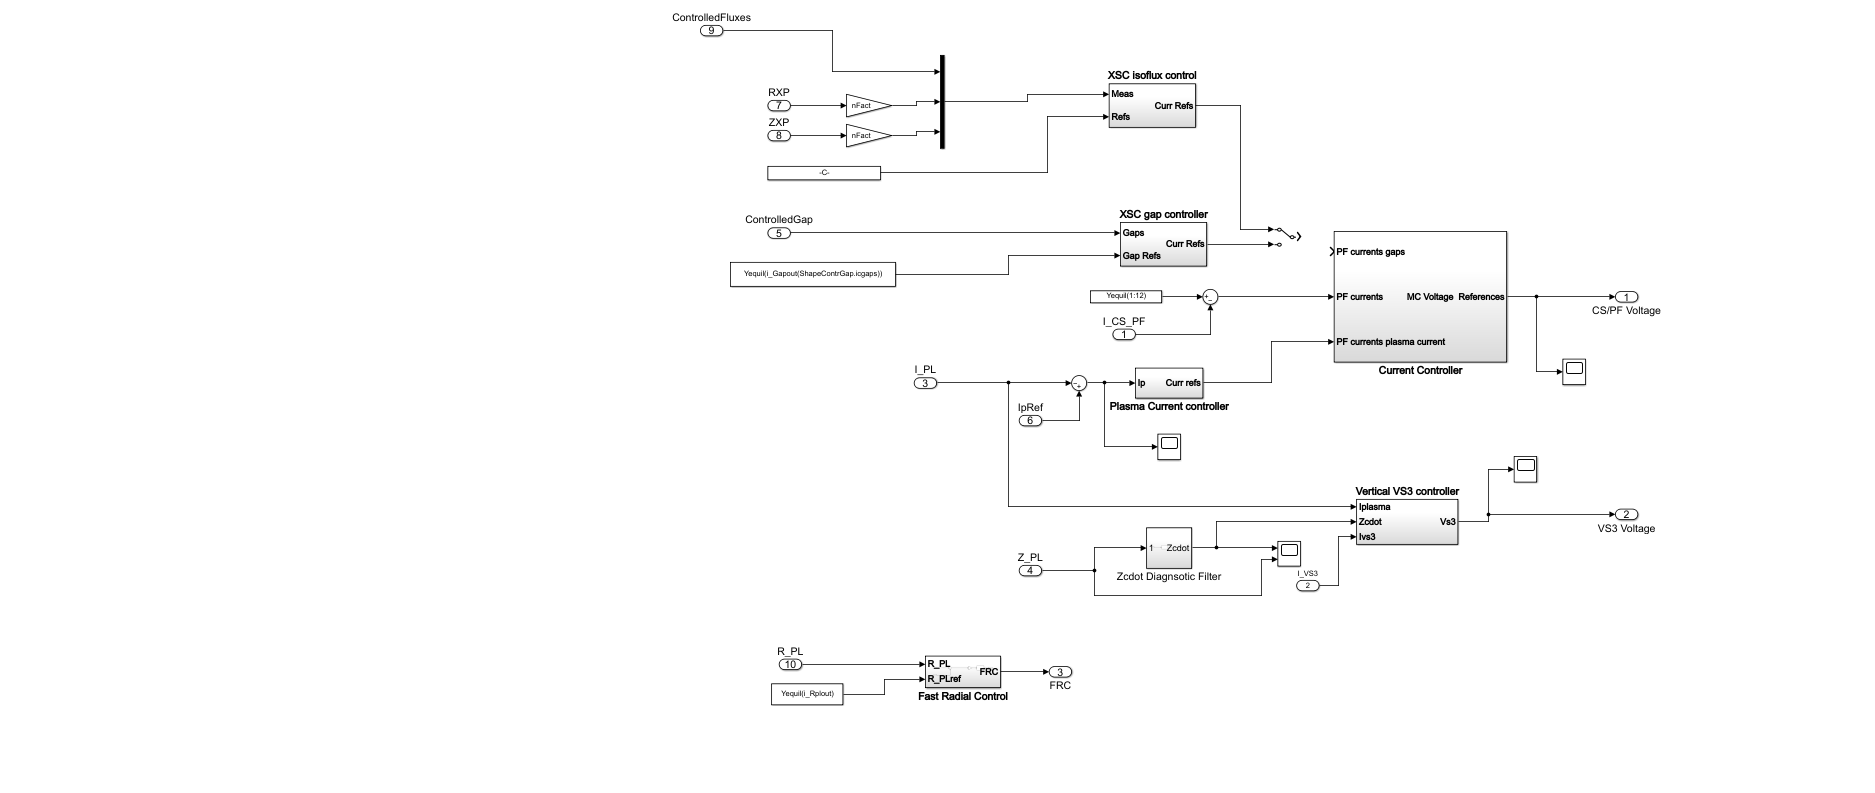 ControlledFluxes
9
RXP
7
nFact
ZXP
8
nFact
-C-
XSC isoflux control
Meas
Curr Refs
Refs
ControlledGap
5
XSC gap controller
Gaps
Curr Refs
Gap Refs
Yequil(i_Gapout(ShapeContrGap.icgaps))
PF currents gaps
Yequil(1:12)
+
-
I_CS_PF
1
PF currents
MC Voltage References
1
CS/PF Voltage
PF currents plasma current
Current Controller
I_PL
3
-
+
IpRef
6
Ip
Curr refs
Plasma Current controller
Vertical VS3 controller
Iplasma
Zcdot
Vs3
Ivs3
2
VS3 Voltage
Z_PL
4
1
Zcdot
Zcdot Diagnsotic Filter
I_VS3
2
R_PL
10
Yequil(i_Rplout)
R_PL
FRC
R_PLref
Fast Radial Control
3
FRC